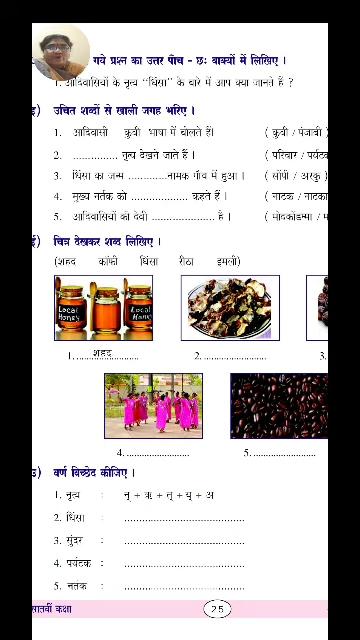 गये प्रश्न का उत्तर पाँच - छः वाक्यों में लिखिए ।
1. आदिवासियों के नृत्य “धिंसा” के बारे में आप क्या जानते हैं ?
इ) उचित शब्दों से खाली जगह भरिए ।
1. आदिवासी कुवी भाषा में बोलते हैं। ( कुवी / पंजाबी )
2. ............... नृत्य देखने जाते हैं । ( परिवार / पर्यटक
3. धिंसा का जन्म ............. नामक गाँव में हुआ । ( सोंपी / अरकु )
4. मुख्य नर्तक को ................... कहते हैं । ( नाटक / नाटका
5. आदिवासियों की देवी ..................... है । ( मोदकोंडम्मा / म
ई) चित्र देखकर शब्द लिखिए ।
(शहद कॉफी धिंसा रीठा इमली)
Local Honey Local Honey
1. शहद 2. ........................ 3.
4. ........................ 5. ........................
उ) वर्ण विच्छेद कीजिए ।
1. नृत्य : न् + ऋ + त् + य् + अ
2. धिंसा : ........................................
3. सुंदर : ........................................
4. पर्यटक : ........................................
5. नर्तक : ........................................
सातवीं कक्षा 25